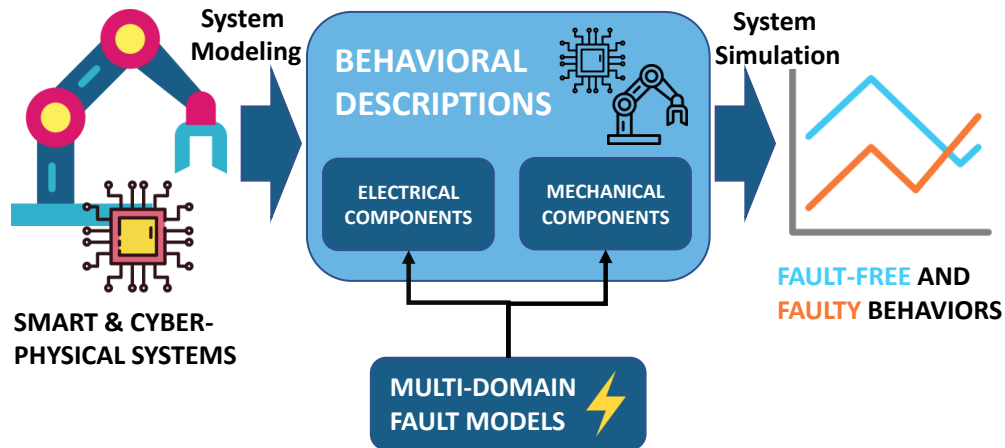 System
Modeling
BEHAVIORAL
DESCRIPTIONS
ELECTRICAL
COMPONENTS
MECHANICAL
COMPONENTS
System
Simulation
SMART & CYBER-
PHYSICAL SYSTEMS
MULTI-DOMAIN
FAULT MODELS
FAULT-FREE AND
FAULTY BEHAVIORS